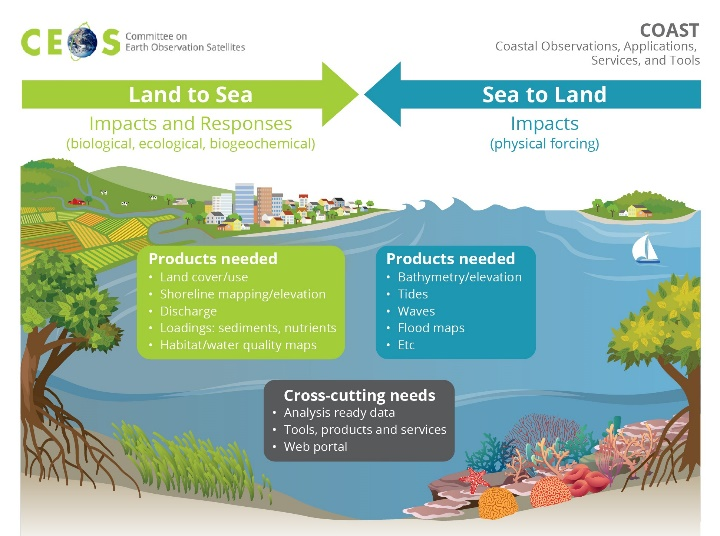 CEOS
Committee on
Earth Observation Satellites
COAST
Coastal Observations, Applications,
Services, and Tools
Land to Sea
Impacts and Responses
(biological, ecological, biogeochemical)
Sea to Land
Impacts
(physical forcing)
Products needed
• Land cover/use
• Shoreline mapping/elevation
• Discharge
• Loadings: sediments, nutrients
• Habitat/water quality maps
Products needed
• Bathymetry/elevation
• Tides
• Waves
• Flood maps
• Etc
Cross-cutting needs
• Analysis ready data
• Tools, products and services
• Web portal